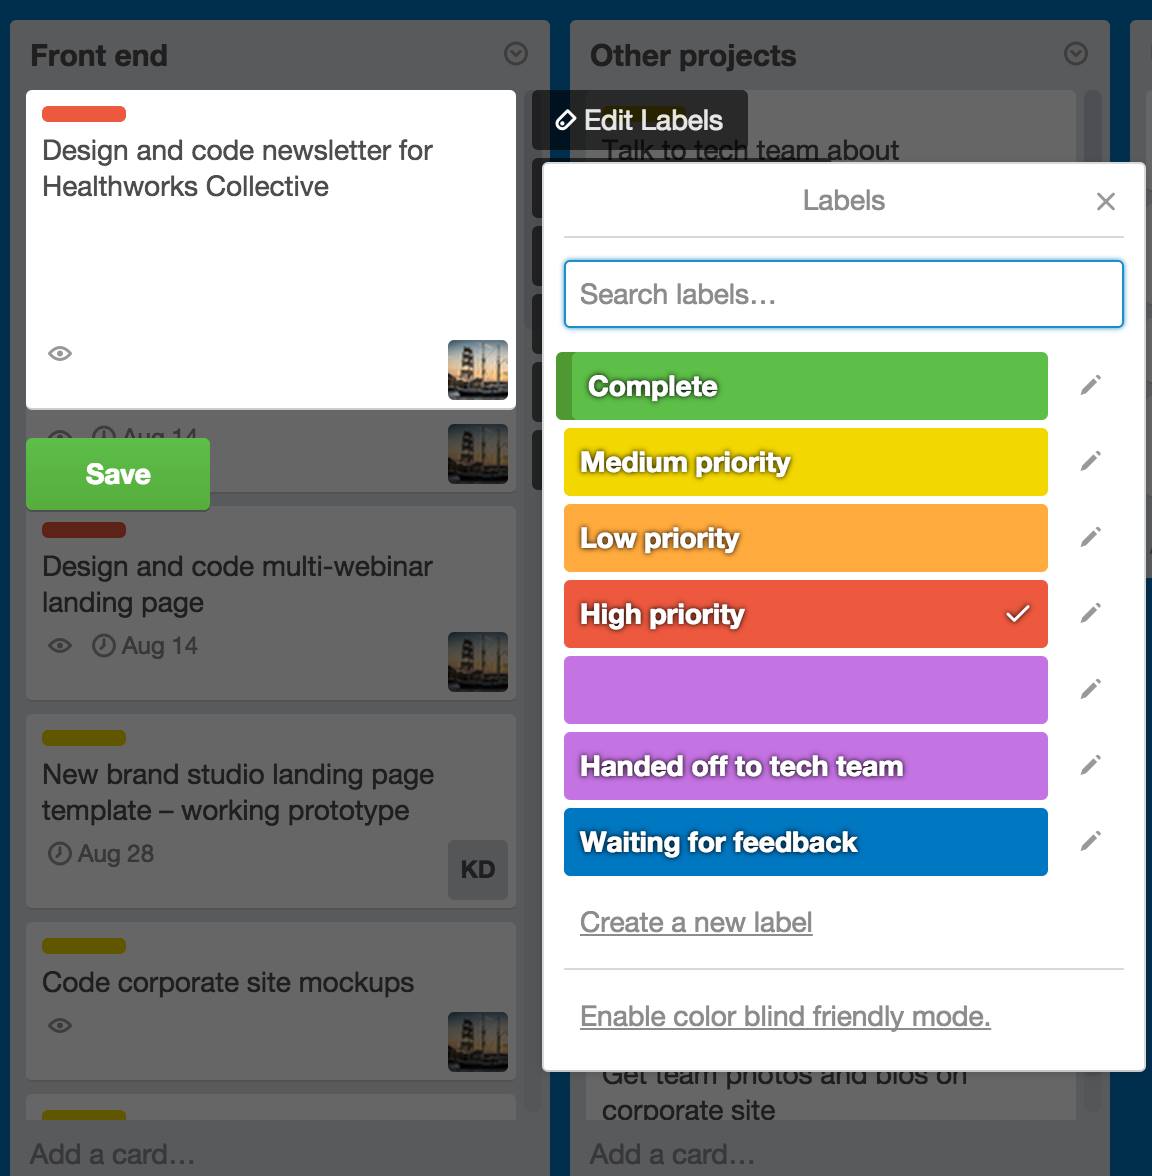 Front end
Design and code newsletter for
Healthworks Collective
Aug 14
Save
Design and code multi-webinar
landing page
Aug 14
New brand studio landing page
template – working prototype
Aug 28
KD
Code corporate site mockups
Add a card…
Other projects
Edit Labels
Talk to tech team about
Labels
Search labels…
Complete
Medium priority
Low priority
High priority
Handed off to tech team
Waiting for feedback
Create a new label
Enable color blind friendly mode.
Get team photos and bios on
corporate site
Add a card…